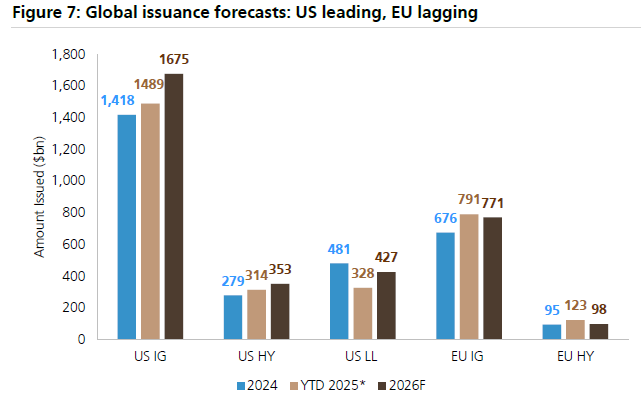 Figure 7: Global issuance forecasts: US leading, EU lagging
Amount Issued ($bn)
1,800
1,600
1,400
1,200
1,000
800
600
400
200
0
1,418
1489
1675
279
314
353
481
328
427
676
791
771
95
123
98
US IG
US HY
US LL
EU IG
EU HY
2024
YTD 2025*
2026F